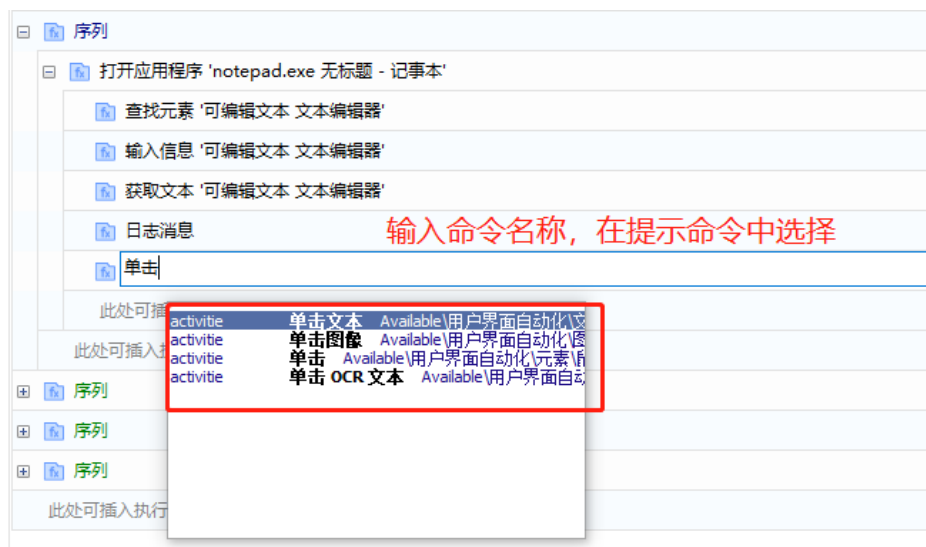 序列
打开应用程序 'notepad.exe 无标题 - 记事本'
查找元素 '可编辑文本 文本编辑器'
输入信息 '可编辑文本 文本编辑器'
获取文本 '可编辑文本 文本编辑器'
日志消息
输入命令名称，在提示命令中选择
单击
此处可插
activitie 单击文本 Available\用户界面自动化\文
activitie 单击图像 Available\用户界面自动化\图
activitie 单击 Available\用户界面自动化\元素\
activitie 单击 OCR 文本 Available\用户界面自动
此处可插入
序列
序列
序列
此处可插入执行